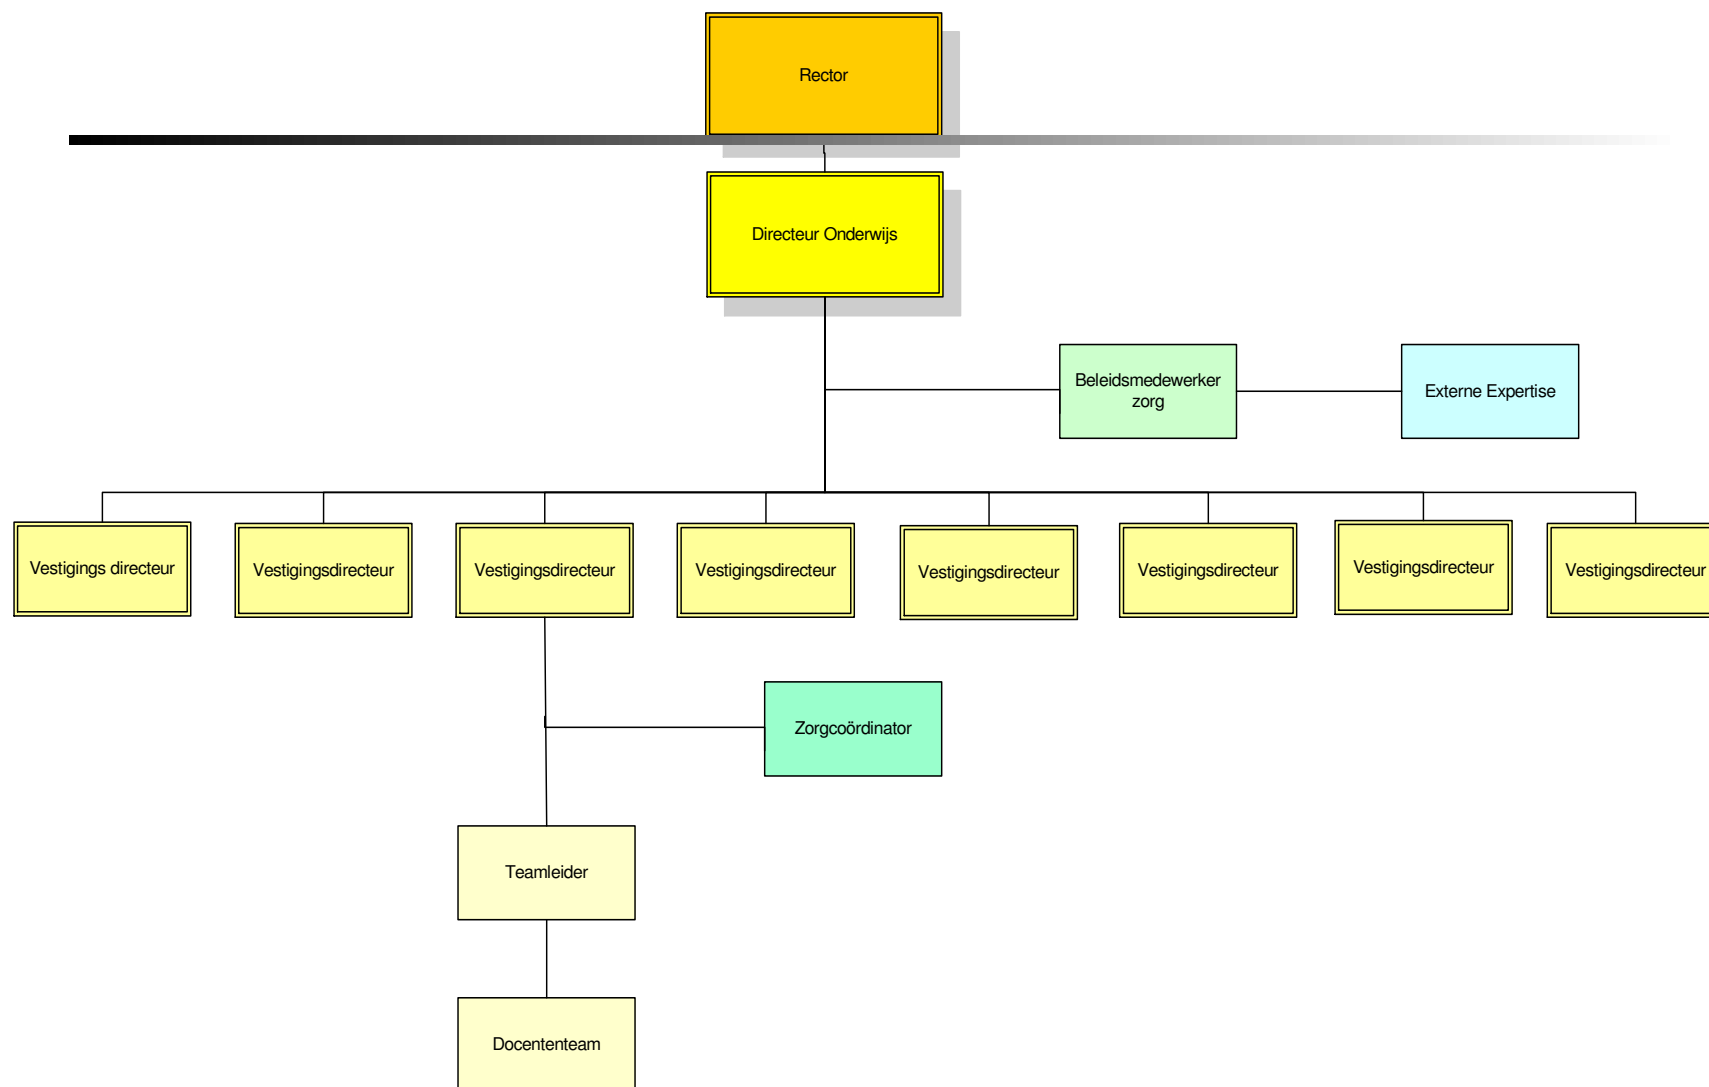 Rector
Directeur Onderwijs
Beleidsmedewerker
zorg
Externe Expertise
Vestigings directeur
Vestigingsdirecteur
Vestigingsdirecteur
Vestigingsdirecteur
Vestigingsdirecteur
Vestigingsdirecteur
Vestigingsdirecteur
Vestigingsdirecteur
Zorgcoördinator
Teamleider
Docententeam